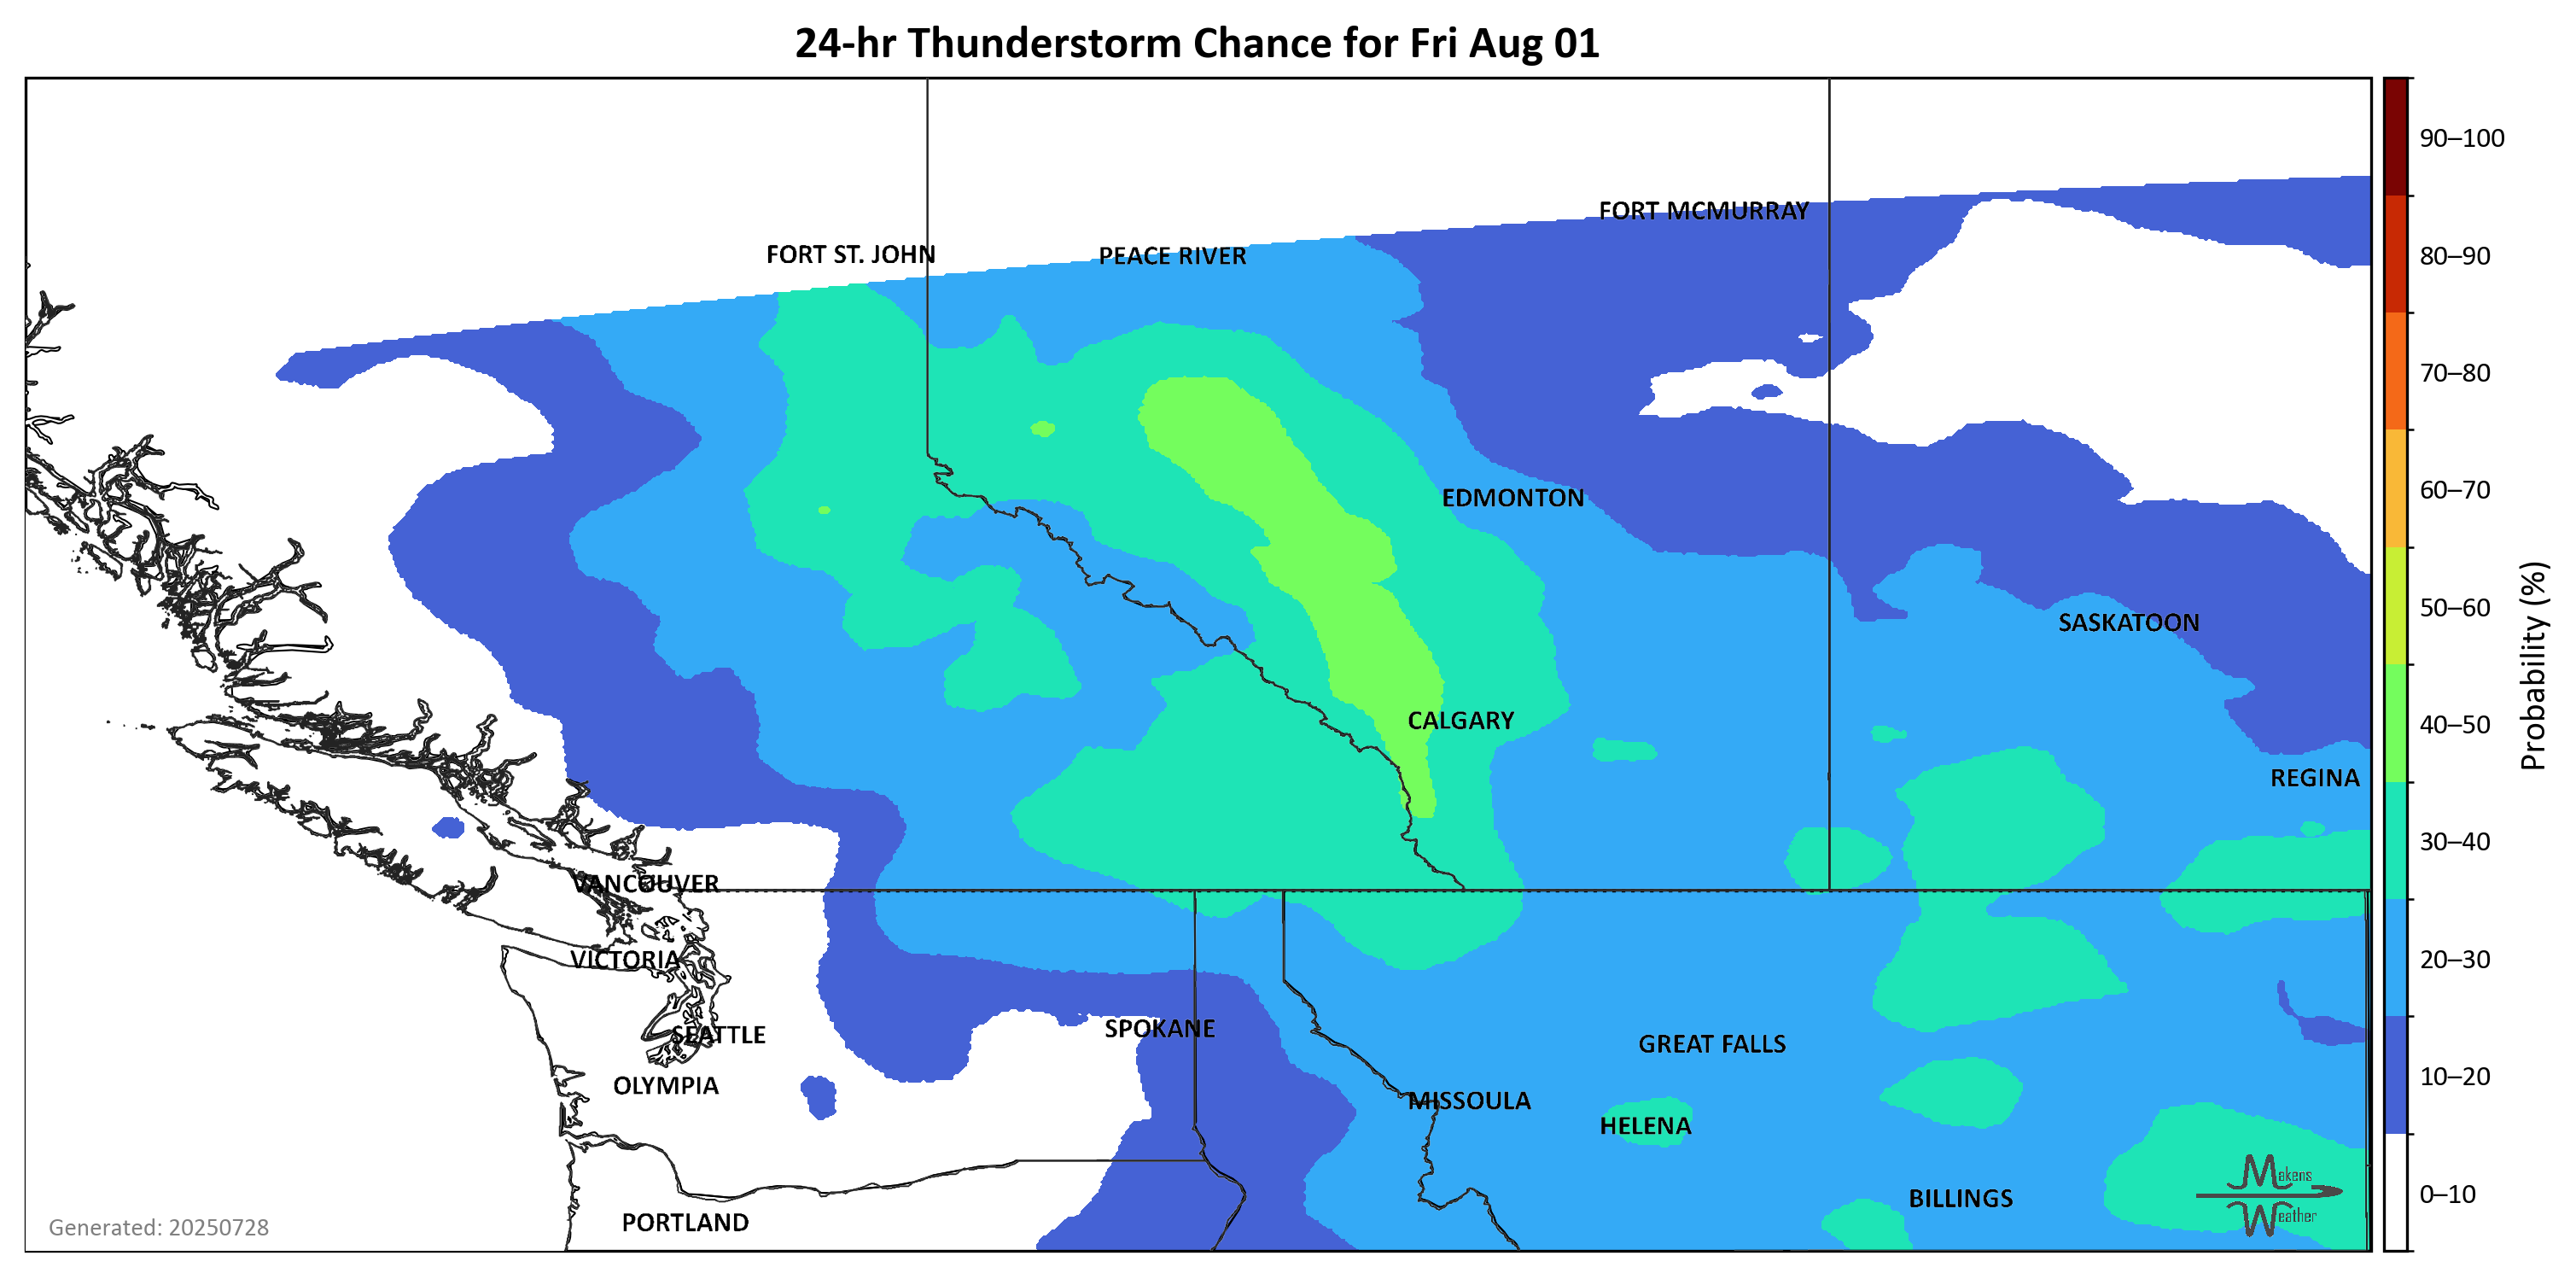 24-hr Thunderstorm Chance for Fri Aug 01
90–100
FORT MCMURRAY
FORT ST. JOHN
PEACE RIVER
80–90
70–80
60–70
EDMONTON
50–60
SASKATOON
Probability (%)
CALGARY
40–50
REGINA
30–40
VANCOUVER
VICTORIA
20–30
SPOKANE
SEATTLE
GREAT FALLS
10–20
OLYMPIA
MISSOULA
HELENA
Makens
Weather
0–10
BILLINGS
PORTLAND
Generated: 20250728